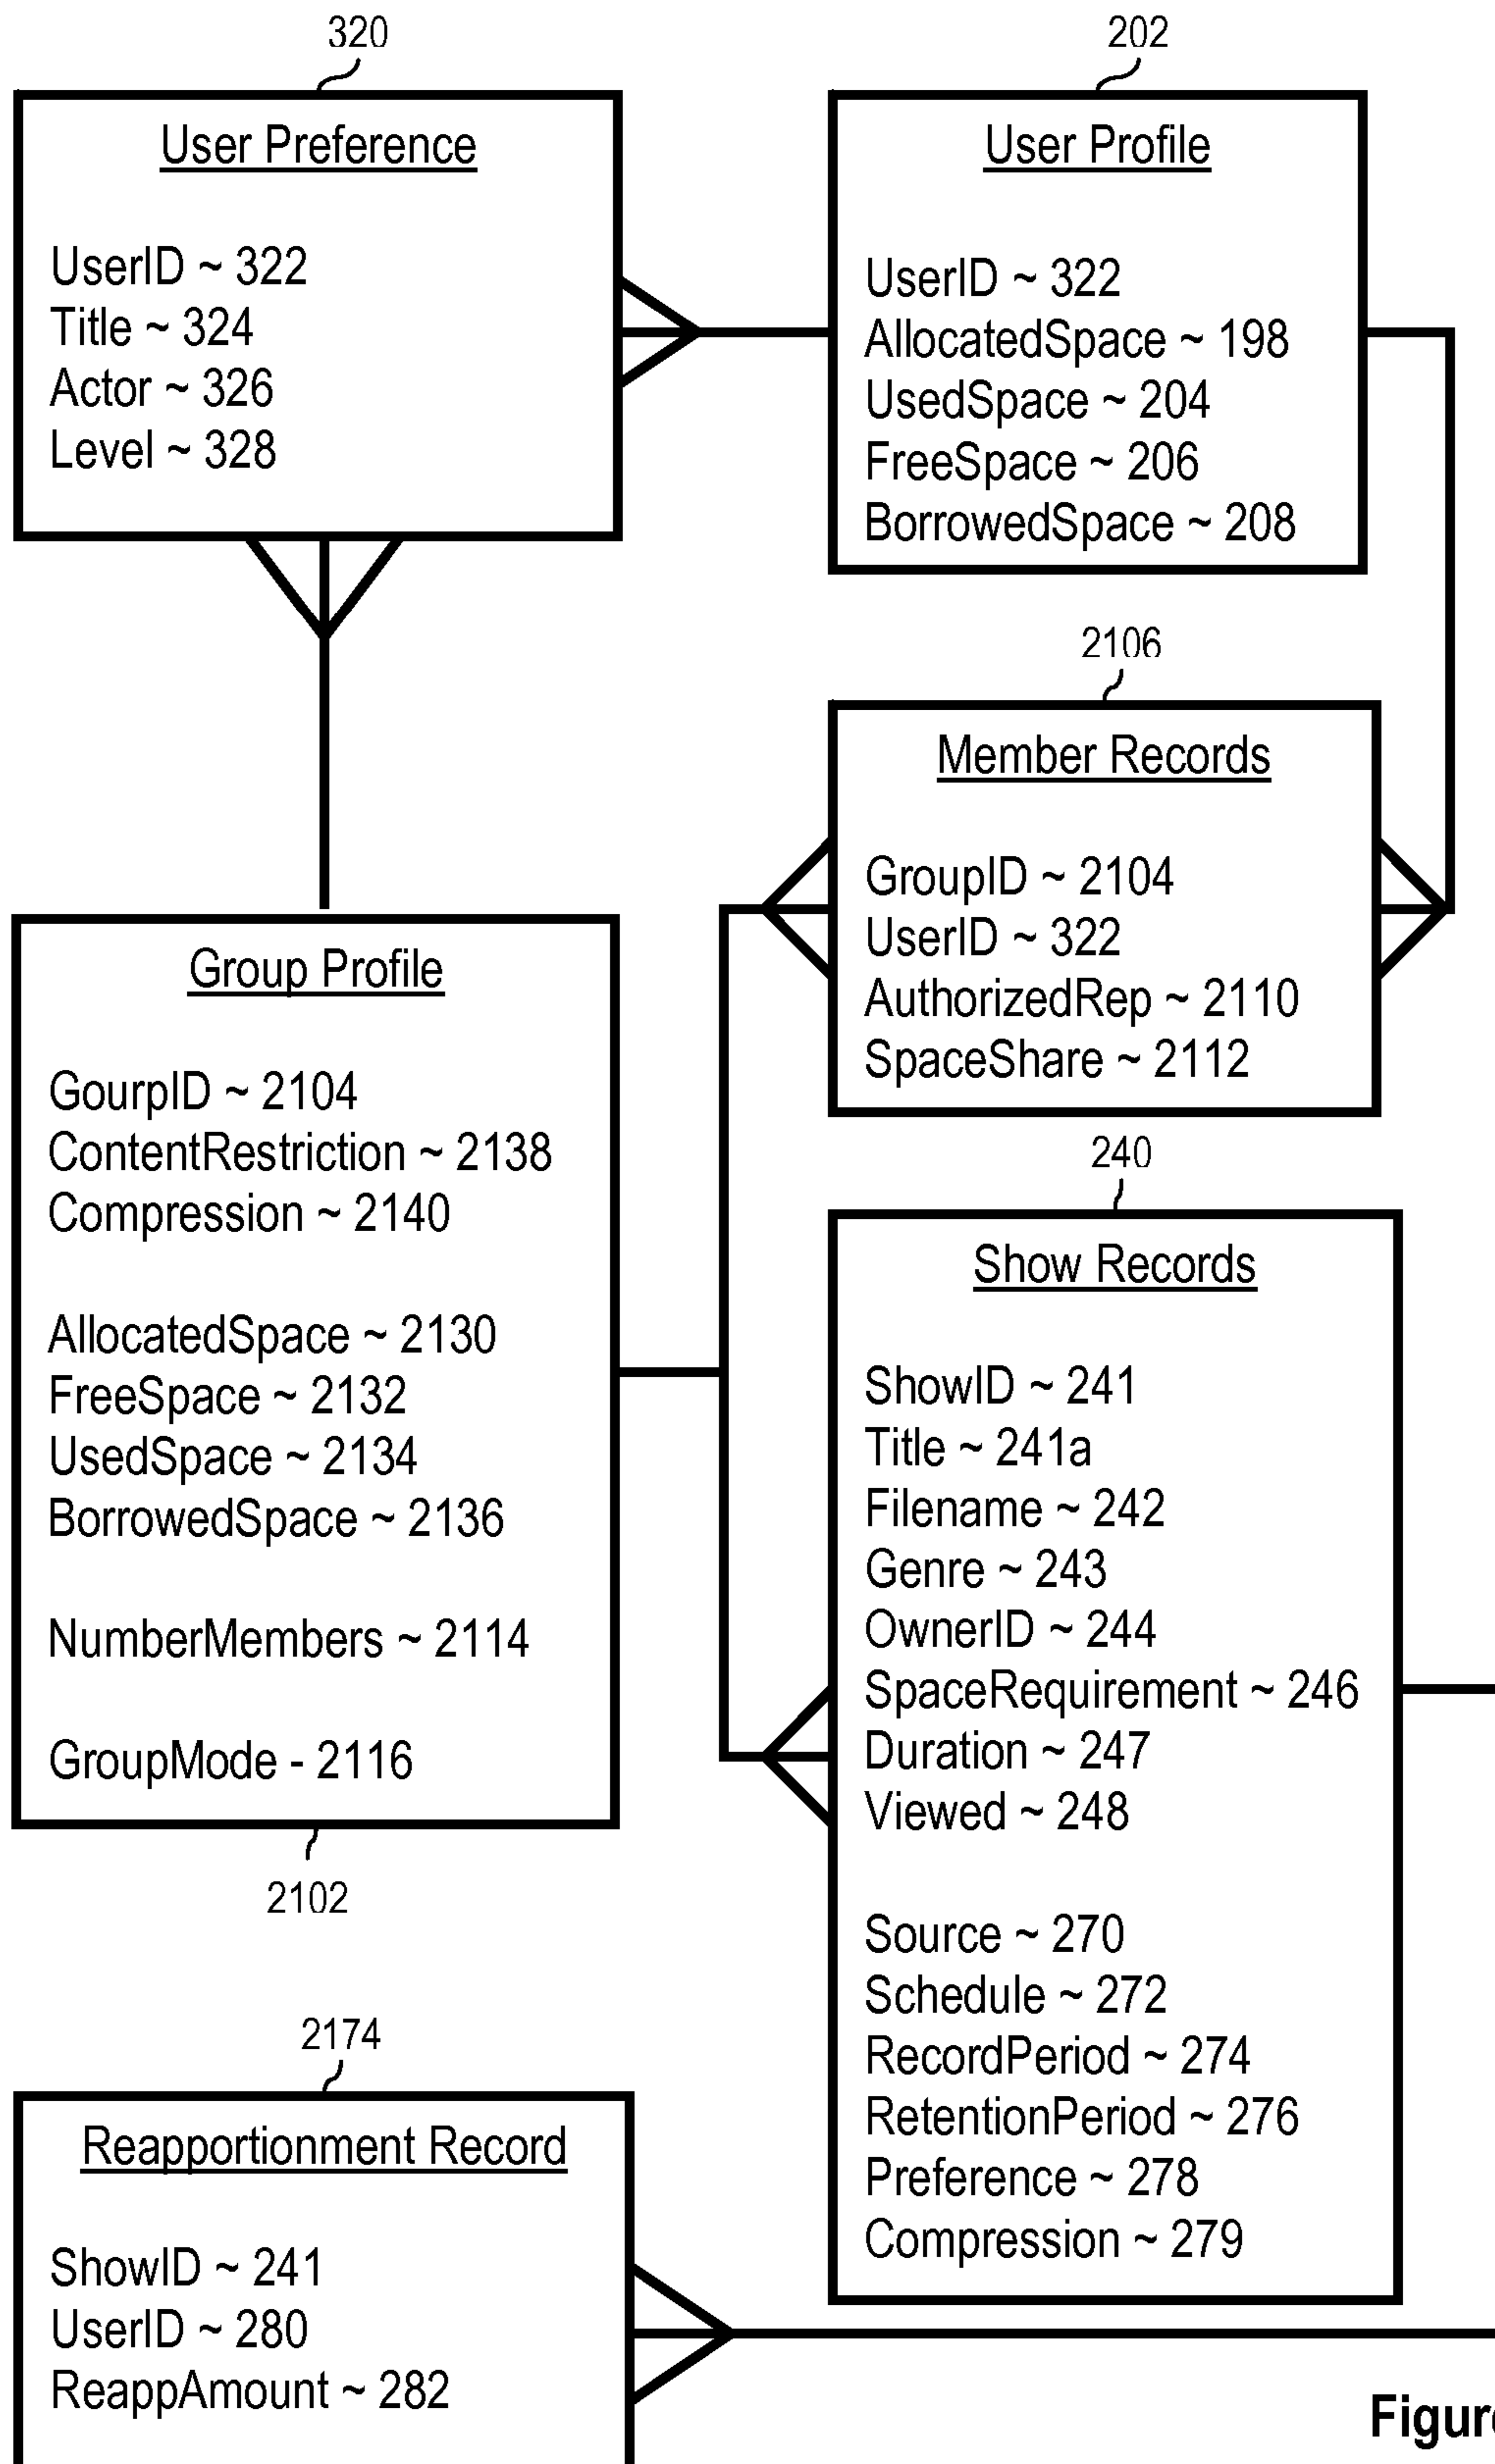 320
User Preference
UserID ~ 322
Title ~ 324
Actor ~ 326
Level ~ 328
202
User Profile
UserID ~ 322
AllocatedSpace ~ 198
UsedSpace ~ 204
FreeSpace ~ 206
BorrowedSpace ~ 208
2106
Member Records
GroupID ~ 2104
UserID ~ 322
AuthorizedRep ~ 2110
SpaceShare ~ 2112
Group Profile
GourpID ~ 2104
ContentRestriction ~ 2138
Compression ~ 2140
AllocatedSpace ~ 2130
FreeSpace ~ 2132
UsedSpace ~ 2134
BorrowedSpace ~ 2136
NumberMembers ~ 2114
GroupMode - 2116
2102
240
Show Records
ShowID ~ 241
Title ~ 241a
Filename ~ 242
Genre ~ 243
OwnerID ~ 244
SpaceRequirement ~ 246
Duration ~ 247
Viewed ~ 248
Source ~ 270
Schedule ~ 272
RecordPeriod ~ 274
RetentionPeriod ~ 276
Preference ~ 278
Compression ~ 279
2174
Reapportionment Record
ShowID ~ 241
UserID ~ 280
ReappAmount ~ 282